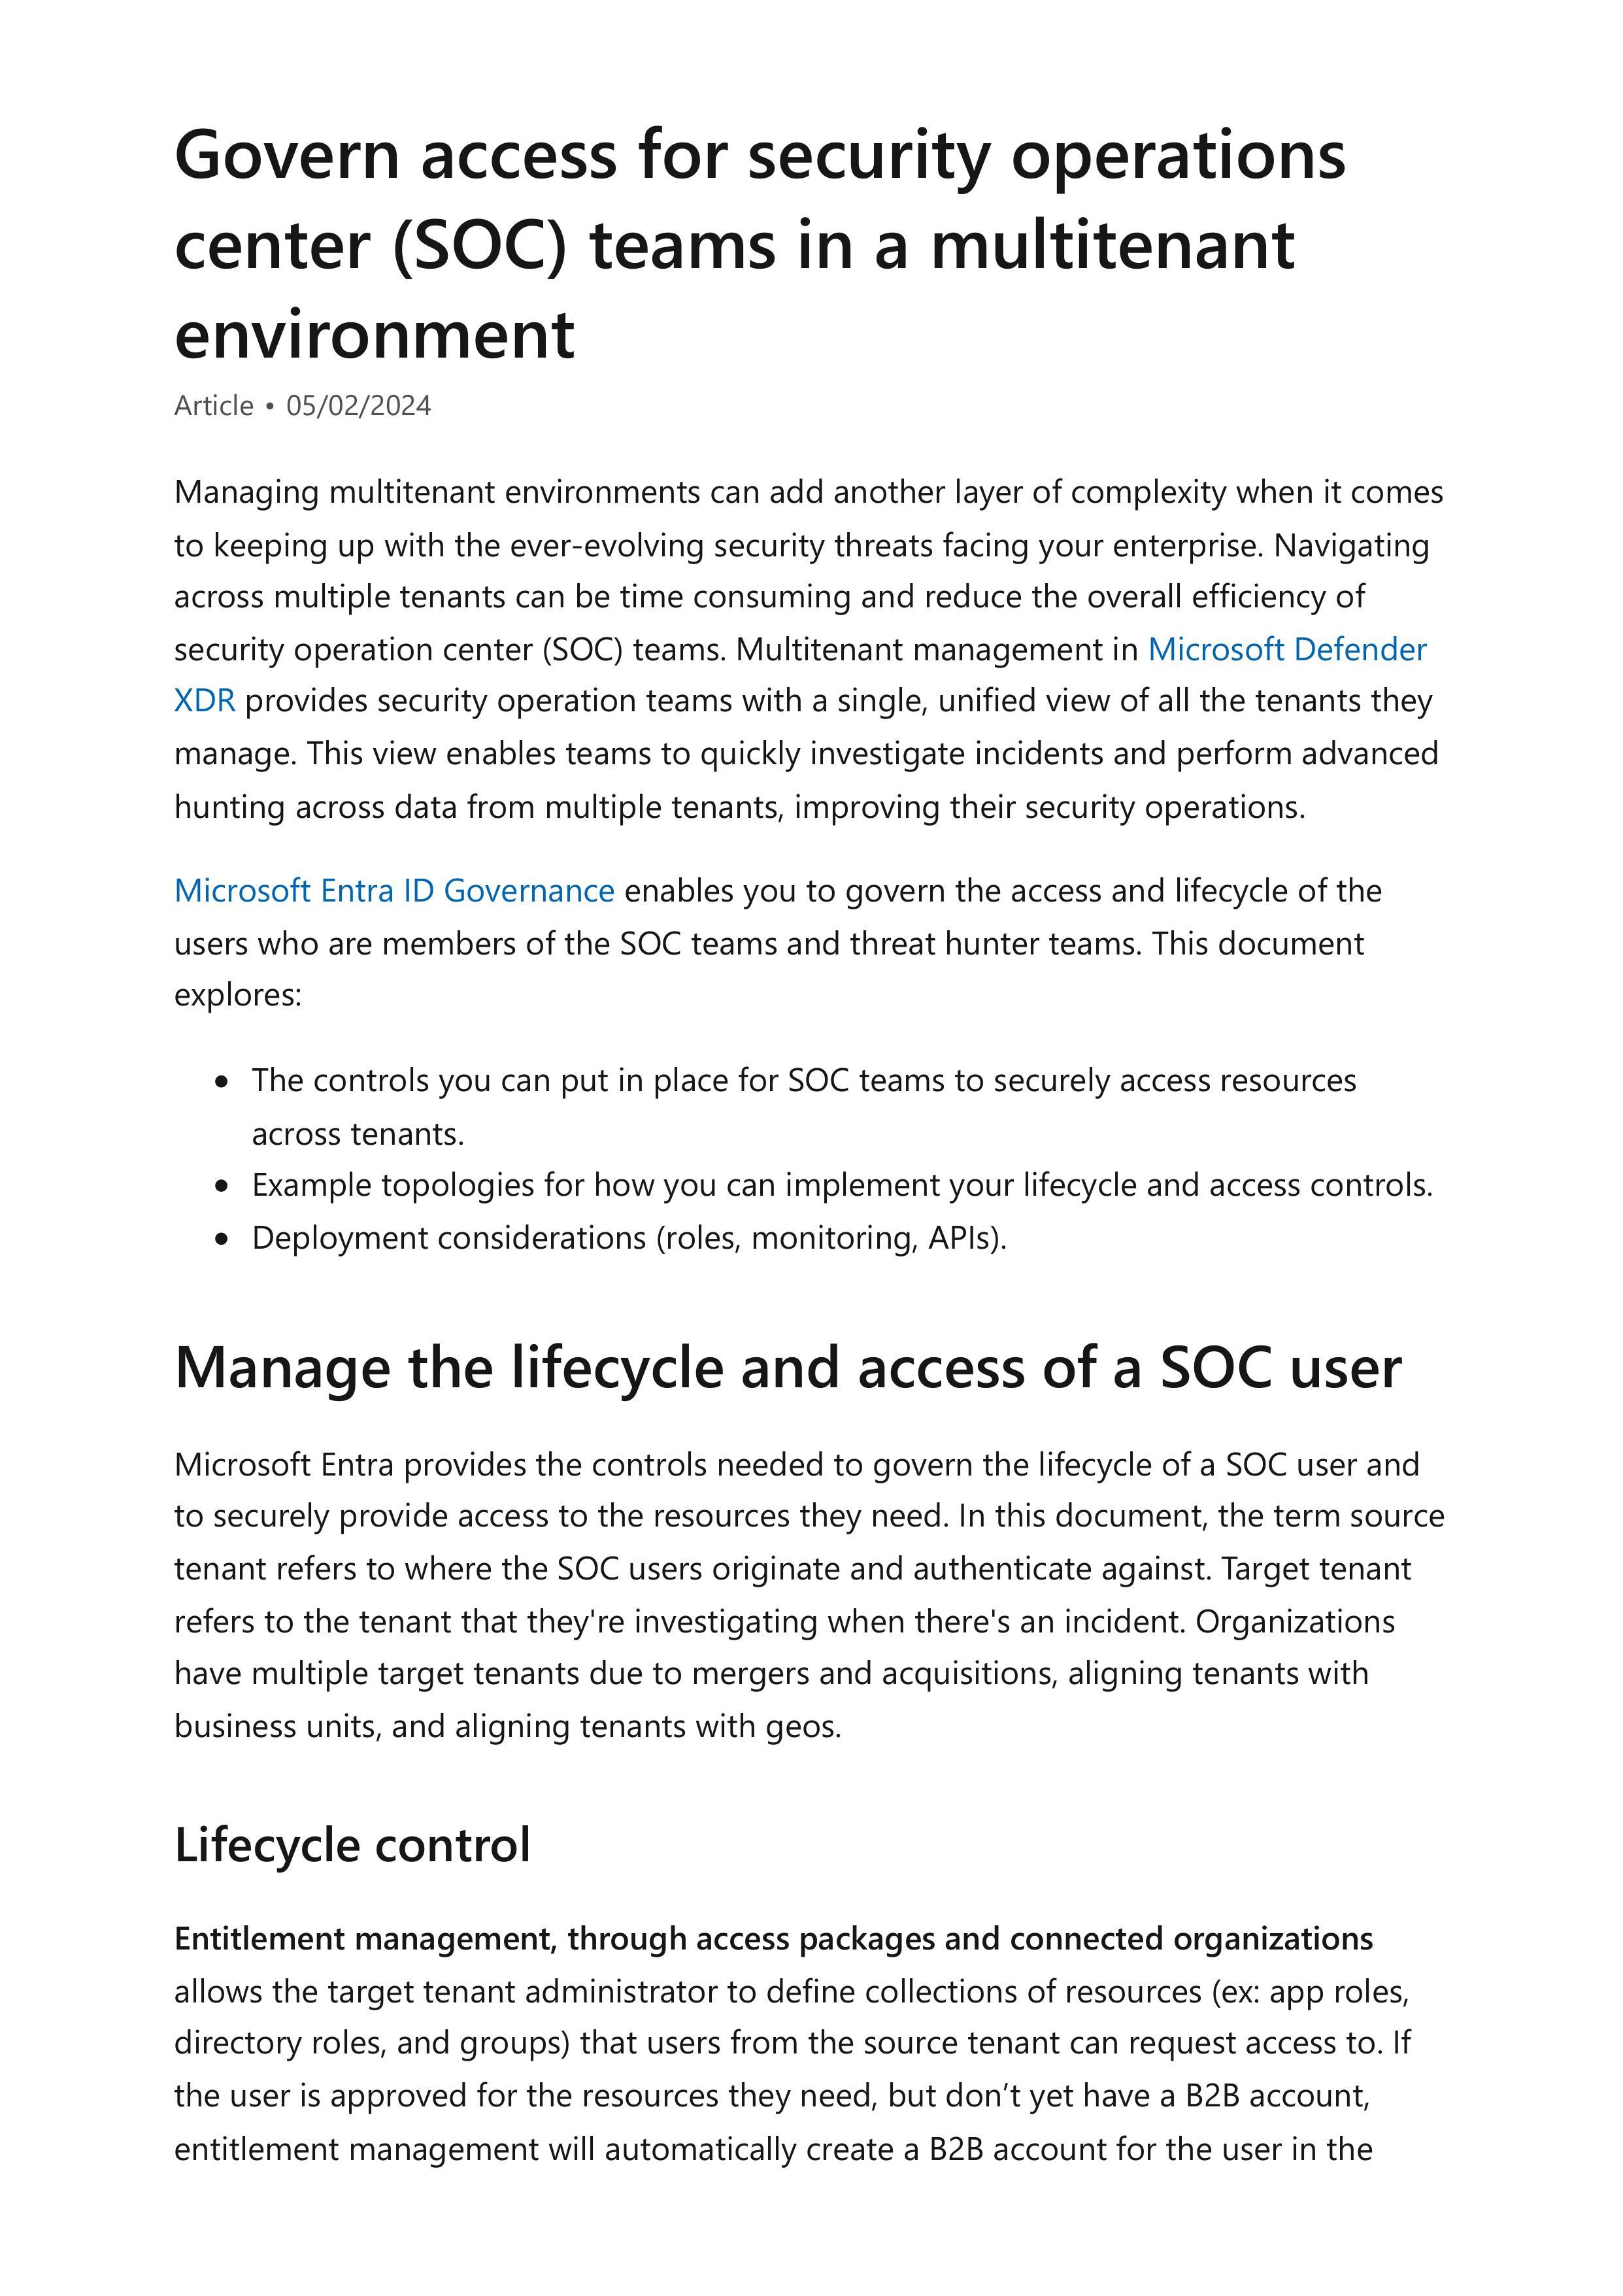 Govern access for security operations
center (SOC) teams in a multitenant
environment
Article • 05/02/2024
Managing multitenant environments can add another layer of complexity when it comes
to keeping up with the ever-evolving security threats facing your enterprise. Navigating
across multiple tenants can be time consuming and reduce the overall efficiency of
security operation center (SOC) teams. Multitenant management in Microsoft Defender
XDR provides security operation teams with a single, unified view of all the tenants they
manage. This view enables teams to quickly investigate incidents and perform advanced
hunting across data from multiple tenants, improving their security operations.
Microsoft Entra ID Governance enables you to govern the access and lifecycle of the
users who are members of the SOC teams and threat hunter teams. This document
explores:
• The controls you can put in place for SOC teams to securely access resources
across tenants.
• Example topologies for how you can implement your lifecycle and access controls.
• Deployment considerations (roles, monitoring, APIs).
Manage the lifecycle and access of a SOC user
Microsoft Entra provides the controls needed to govern the lifecycle of a SOC user and
to securely provide access to the resources they need. In this document, the term source
tenant refers to where the SOC users originate and authenticate against. Target tenant
refers to the tenant that they're investigating when there's an incident. Organizations
have multiple target tenants due to mergers and acquisitions, aligning tenants with
business units, and aligning tenants with geos.
Lifecycle control
Entitlement management, through access packages and connected organizations
allows the target tenant administrator to define collections of resources (ex: app roles,
directory roles, and groups) that users from the source tenant can request access to. If
the user is approved for the resources they need, but don’t yet have a B2B account,
entitlement management will automatically create a B2B account for the user in the